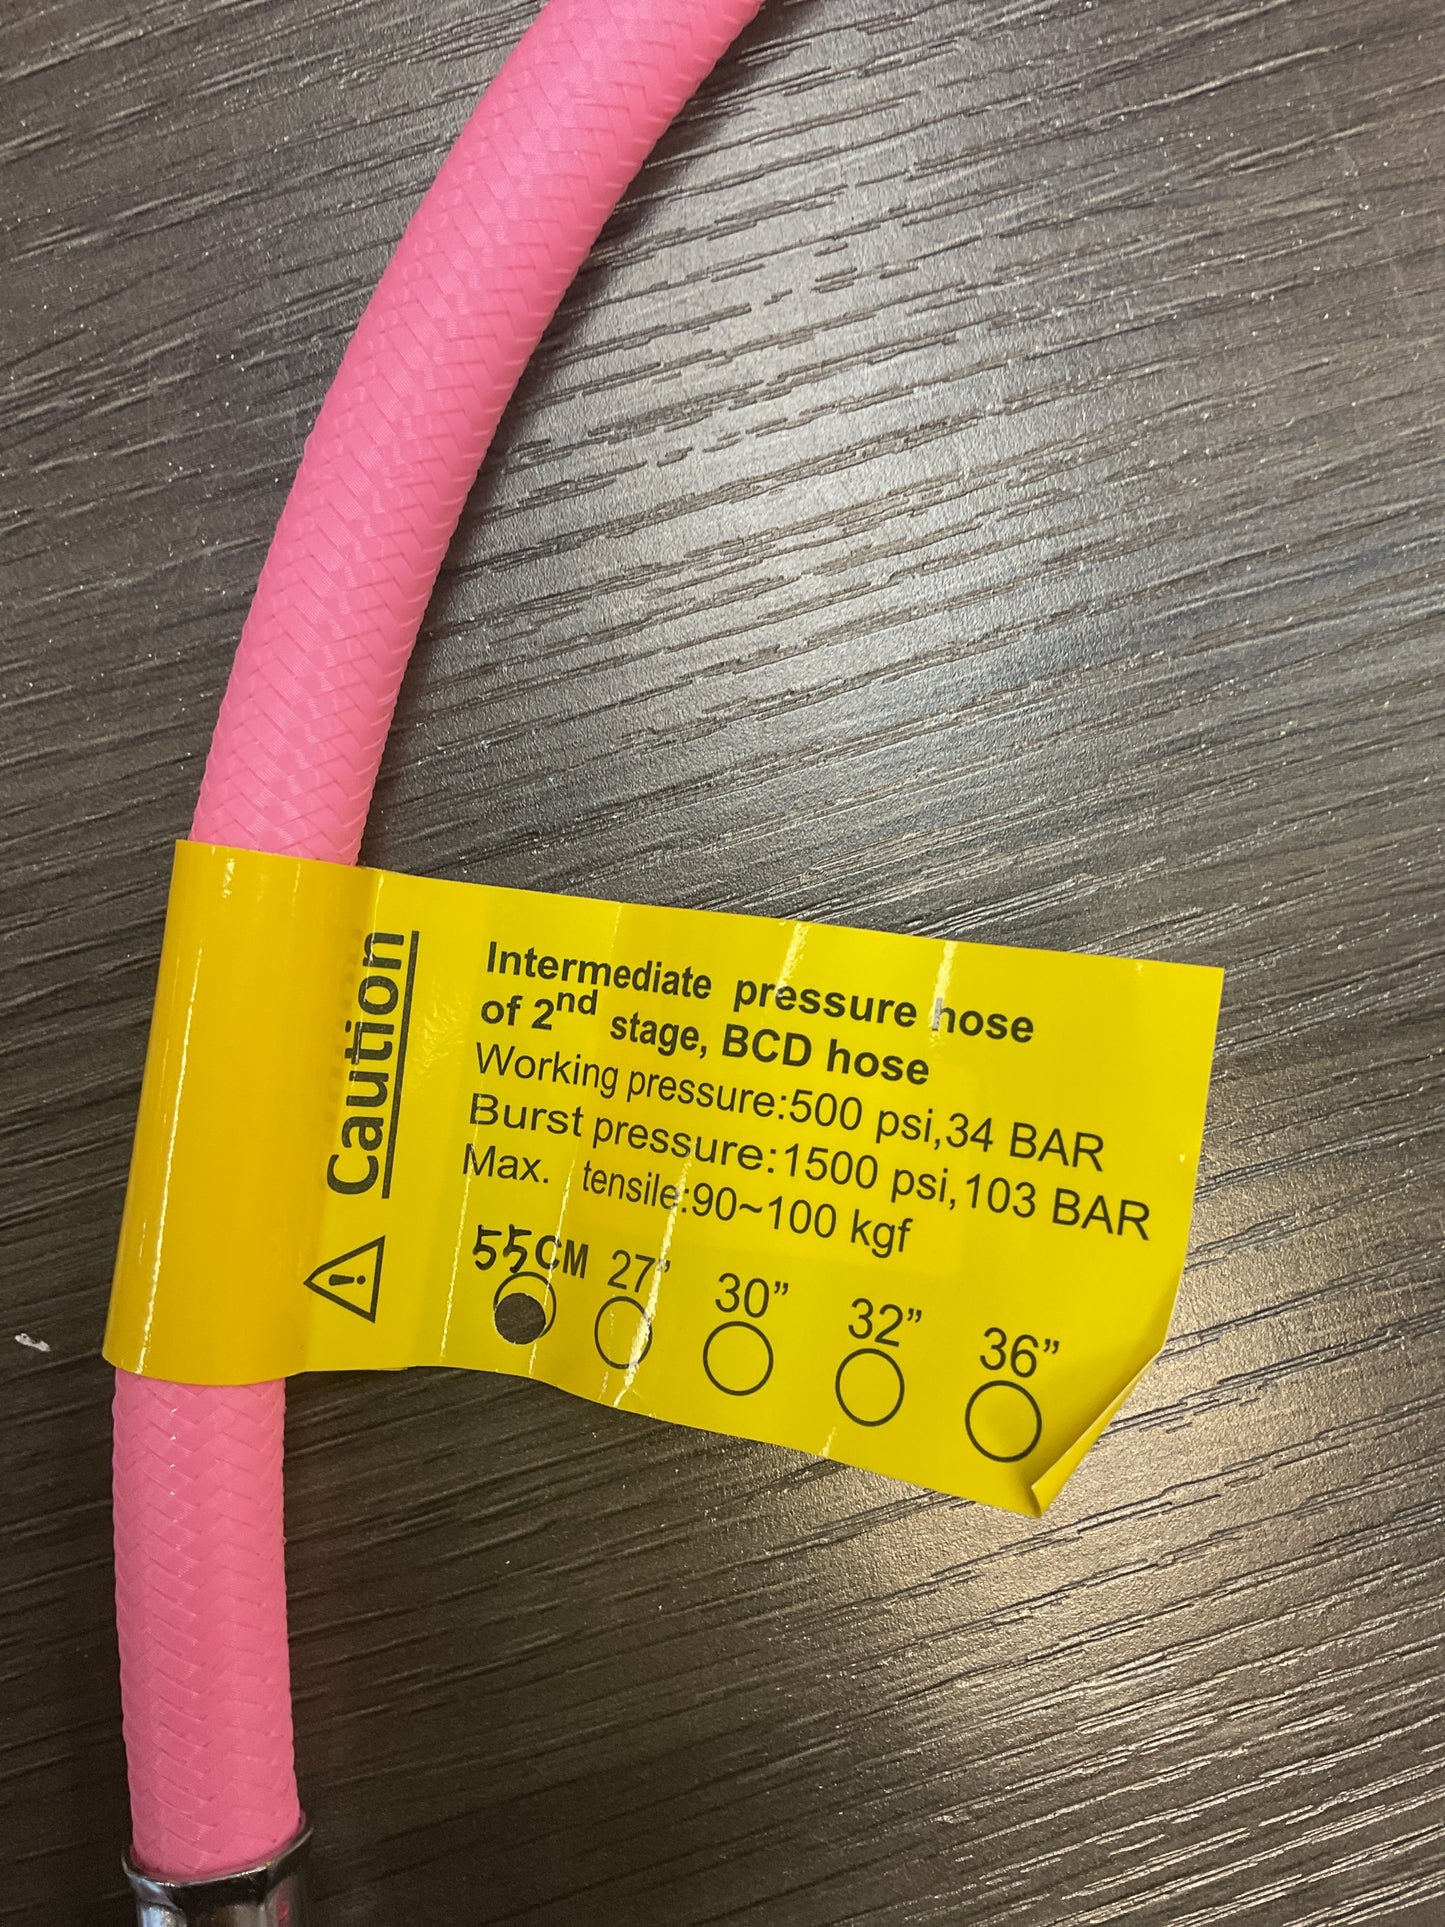 Caution
Intermediate pressure hose
of 2nd stage, BCD hose
Working pressure:500 psi,34 BAR
Burst pressure:1500 psi,103 BAR
Max. tensile:90~100 kgf
55CM 27” 30” 32” 36”